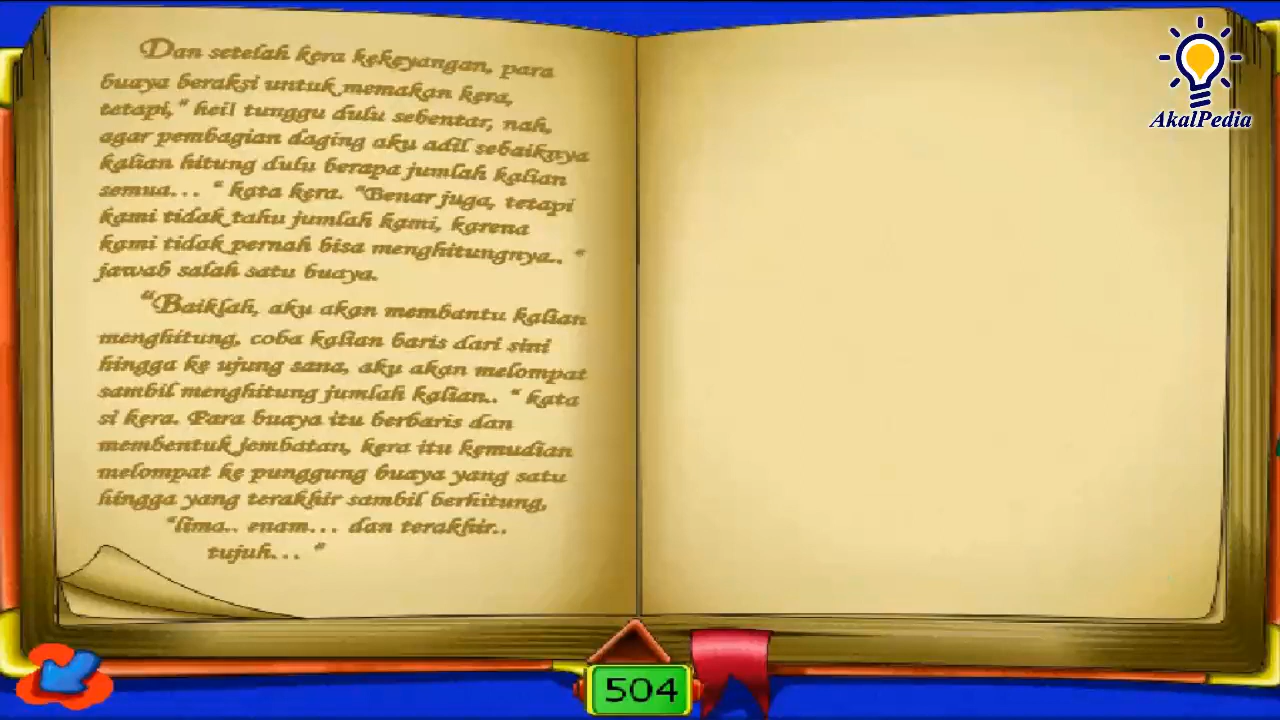 Dan setelah kera kekeyangan, para
buaya beraksi untuk memakan kera,
tetapi," hei! tunggu dulu sebentar, nah,
agar pembagian daging aku adil sebaiknya
kalian hitung dulu berapa jumlah kalian
semua... " kata kera. "Benar juga, tetapi
kami tidak tahu jumlah kami, karena
kami tidak pernah bisa menghitungnya.. "
jawab salah satu buaya.
"Baiklah, aku akan membantu kalian
menghitung, coba kalian baris dari sini
hingga ke ujung sana, aku akan melompat
sambil menghitung jumlah kalian.. " kata
si kera. Para buaya itu berbaris dan
membentuk jembatan, kera itu kemudian
melompat ke punggung buaya yang satu
hingga yang terakhir sambil berhitung,
"lima.. enam... dan terakhir..
tujuh... "
AkalPedia
504